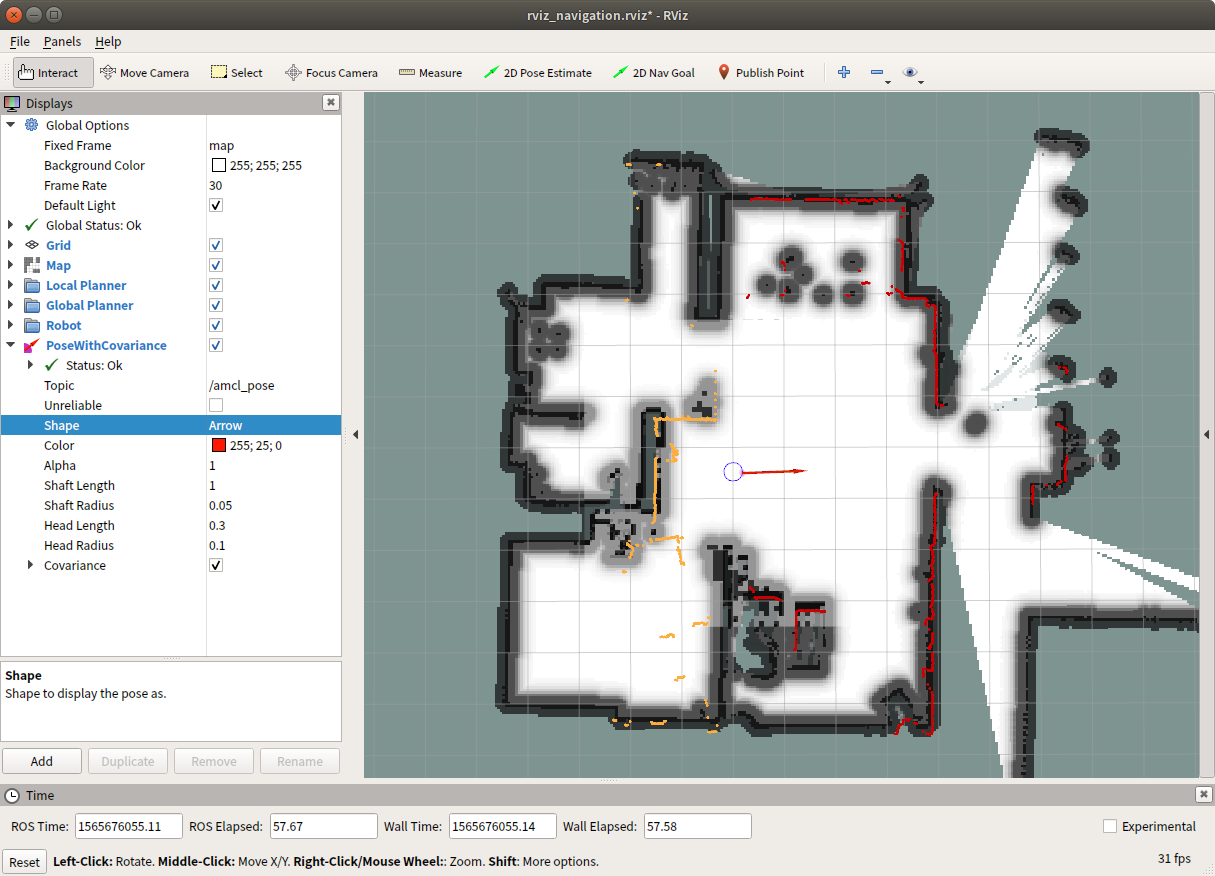 rviz_navigation.rviz* - RViz
File Panels Help
Interact Move Camera Select Focus Camera Measure 2D Pose Estimate 2D Nav Goal Publish Point
Displays
Global Options
Fixed Frame map
Background Color 255; 255; 255
Frame Rate 30
Default Light
Global Status: Ok
Grid
Map
Local Planner
Global Planner
Robot
PoseWithCovariance
Status: Ok
Topic /amcl_pose
Unreliable
Shape Arrow
Color 255; 25; 0
Alpha 1
Shaft Length 1
Shaft Radius 0.05
Head Length 0.3
Head Radius 0.1
Covariance
Shape
Shape to display the pose as.
Add Duplicate Remove Rename
Time
ROS Time: 1565676055.11 ROS Elapsed: 57.67 Wall Time: 1565676055.14 Wall Elapsed: 57.58 Experimental
Reset Left-Click: Rotate. Middle-Click: Move X/Y. Right-Click/Mouse Wheel:: Zoom. Shift: More options. 31 fps